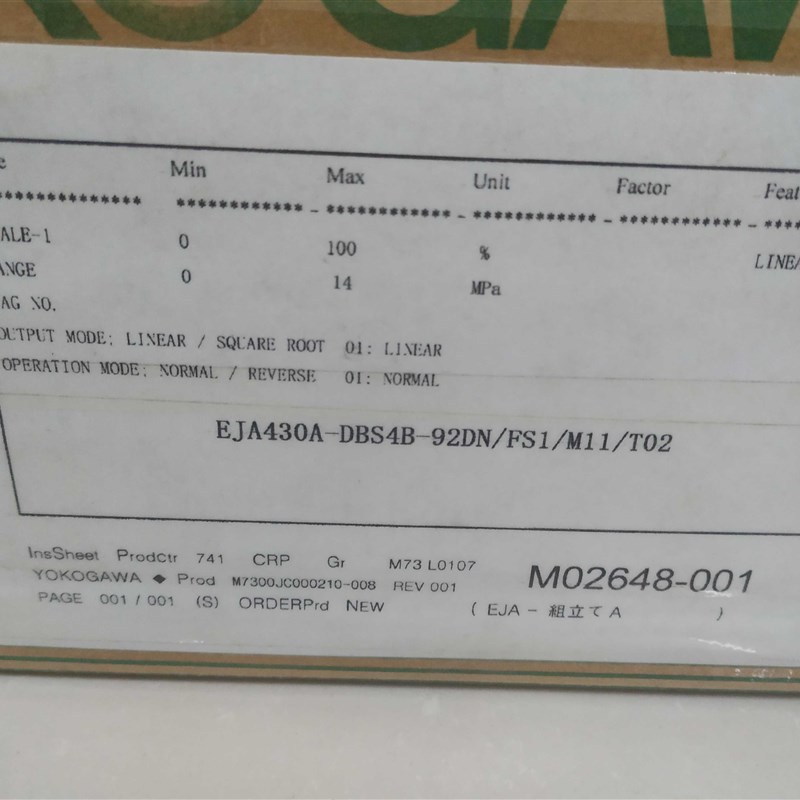 OGAW
e Min Max Unit Factor Feat
************** ************ - ************ - ************ - ************ - ****
ALE-1 0 100 % LINEA
ANGE 0 14 MPa
AG NO.
OUTPUT MODE: LINEAR / SQUARE ROOT 01: LINEAR
OPERATION MODE: NORMAL / REVERSE 01: NORMAL
EJA430A-DBS4B-92DN/FS1/M11/T02
InsSheet ProdCtr 741 CRP Gr M73 L0107
YOKOGAWA ◆ Prod M7300JC000210-008 REV 001 M02648-001
PAGE 001 / 001 (S) ORDERPrd NEW ( EJA - 組立て A )